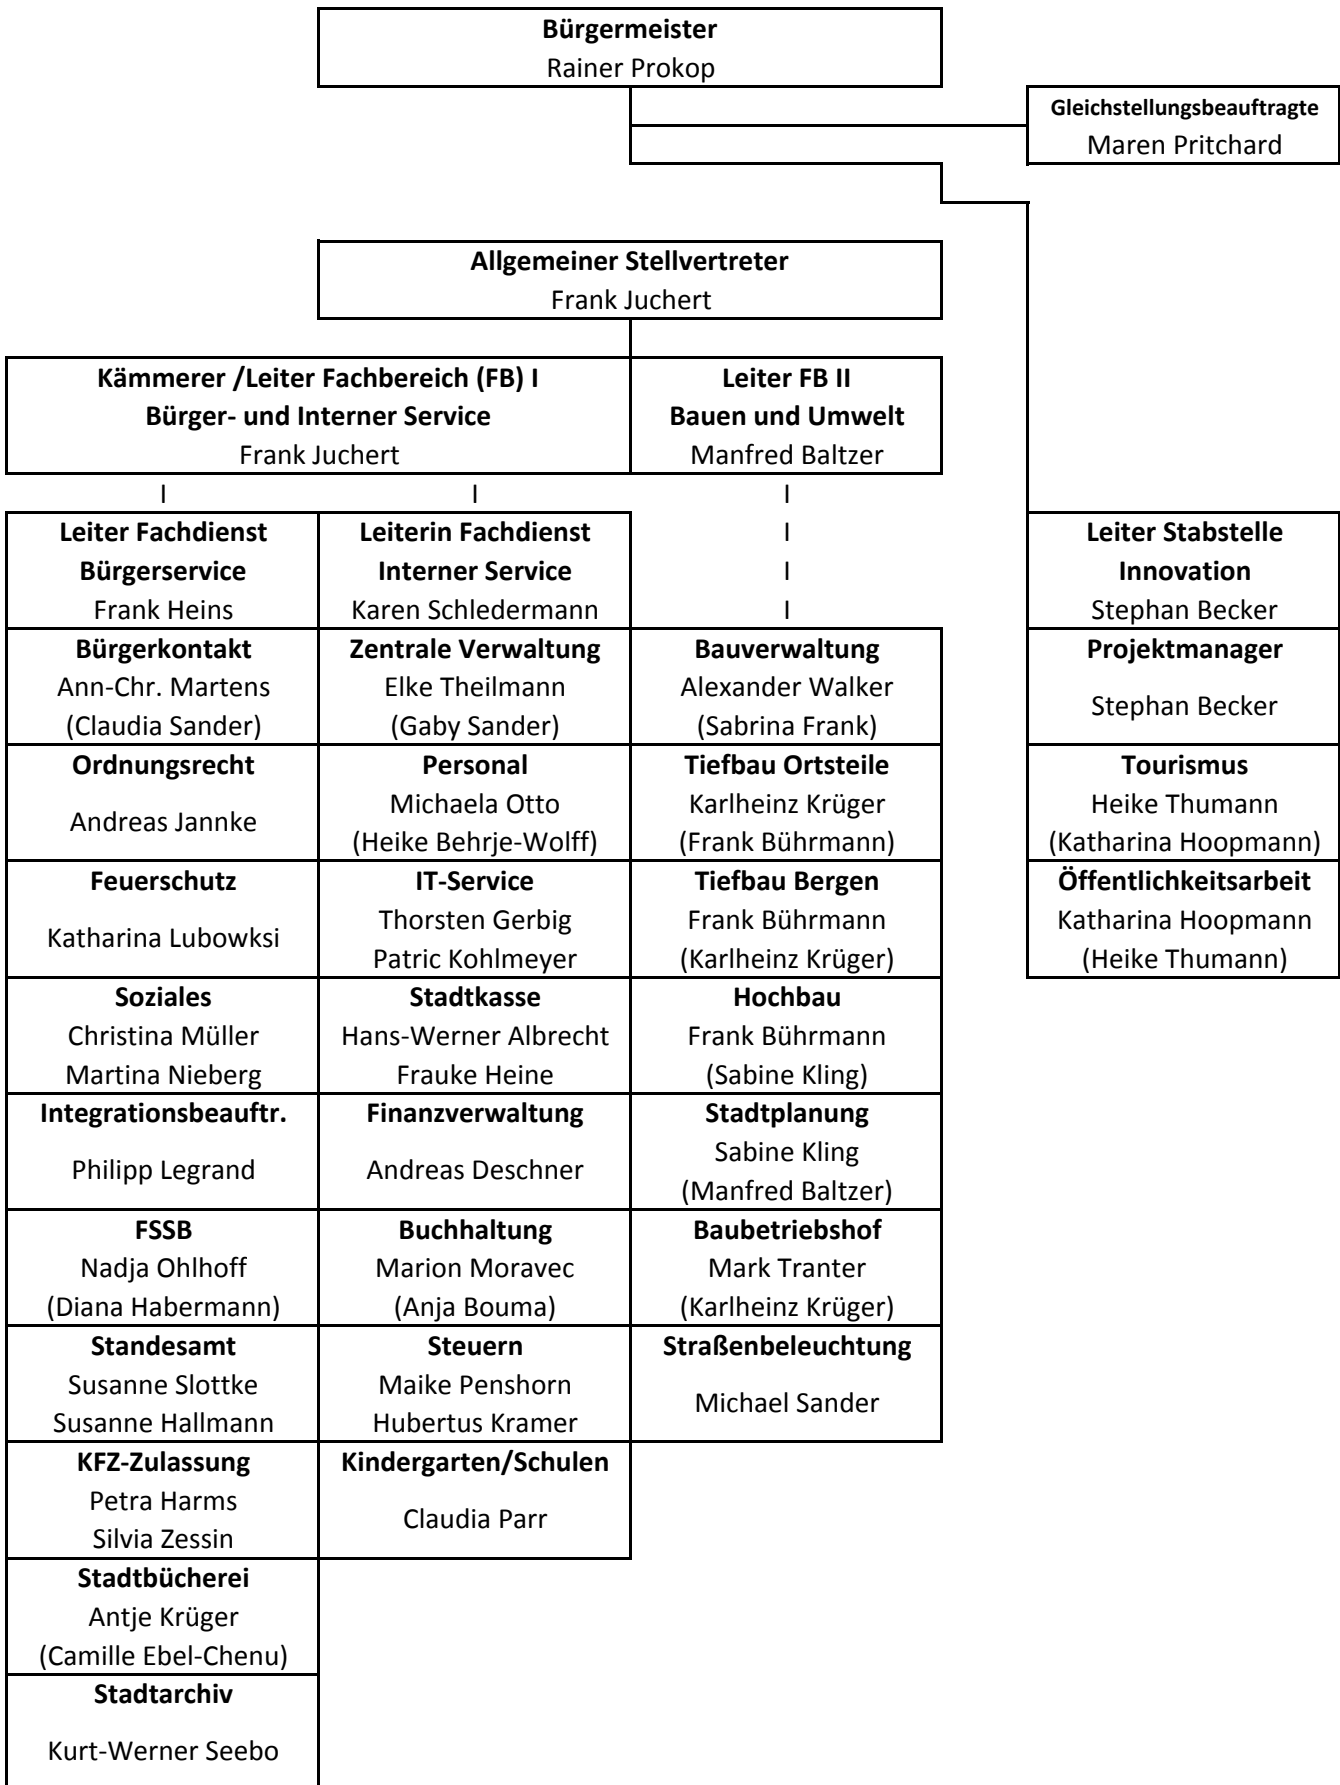 Bürgermeister
Rainer Prokop
Gleichstellungsbeauftragte
Maren Pritchard
Allgemeiner Stellvertreter
Frank Juchert
Kämmerer /Leiter Fachbereich (FB) I
Bürger- und Interner Service
Frank Juchert
Leiter FB II
Bauen und Umwelt
Manfred Baltzer
Leiter Fachdienst
Bürgerservice
Frank Heins
Bürgerkontakt
Ann-Chr. Martens
(Claudia Sander)
Ordnungsrecht
Andreas Jannke
Feuerschutz
Katharina Lubowksi
Soziales
Christina Müller
Martina Nieberg
Integrationsbeauftr.
Philipp Legrand
FSSB
Nadja Ohlhoff
(Diana Habermann)
Standesamt
Susanne Slottke
Susanne Hallmann
KFZ-Zulassung
Petra Harms
Silvia Zessin
Stadtbücherei
Antje Krüger
(Camille Ebel-Chenu)
Stadtarchiv
Kurt-Werner Seebo
Leiterin Fachdienst
Interner Service
Karen Schledermann
Zentrale Verwaltung
Elke Theilmann
(Gaby Sander)
Personal
Michaela Otto
(Heike Behrje-Wolff)
IT-Service
Thorsten Gerbig
Patric Kohlmeyer
Stadtkasse
Hans-Werner Albrecht
Frauke Heine
Finanzverwaltung
Andreas Deschner
Buchhaltung
Marion Moravec
(Anja Bouma)
Steuern
Maike Penshorn
Hubertus Kramer
Kindergarten/Schulen
Claudia Parr
Bauverwaltung
Alexander Walker
(Sabrina Frank)
Tiefbau Ortsteile
Karlheinz Krüger
(Frank Bührmann)
Tiefbau Bergen
Frank Bührmann
(Karlheinz Krüger)
Hochbau
Frank Bührmann
(Sabine Kling)
Stadtplanung
Sabine Kling
(Manfred Baltzer)
Baubetriebshof
Mark Tranter
(Karlheinz Krüger)
Straßenbeleuchtung
Michael Sander
Leiter Stabstelle
Innovation
Stephan Becker
Projektmanager
Stephan Becker
Tourismus
Heike Thumann
(Katharina Hoopmann)
Öffentlichkeitsarbeit
Katharina Hoopmann
(Heike Thumann)